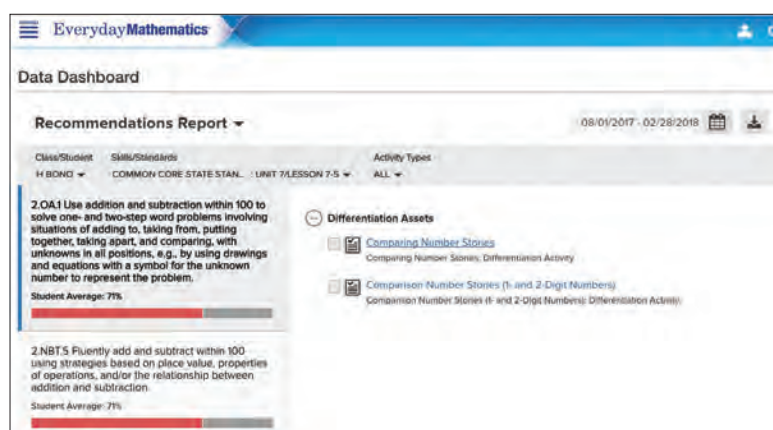 EverydayMathematics
Data Dashboard
Recommendations Report
08/01/2017 - 02/28/2018
Class/Student Skills/Standards Activity Types
H BOND COMMON CORE STATE STAN... : UNIT 7/LESSON 7-5 ALL
2.OA.1 Use addition and subtraction within 100 to
solve one- and two-step word problems involving
situations of adding to, taking from, putting
together, taking apart, and comparing, with
unknowns in all positions, e.g., by using drawings
and equations with a symbol for the unknown
number to represent the problem.
Student Average: 71%
2.NBT.5 Fluently add and subtract within 100
using strategies based on place value, properties
of operations, and/or the relationship between
addition and subtraction.
Student Average: 71%
Differentiation Assets
Comparing Number Stories
Comparing Number Stories: Differentiation Activity
Comparison Number Stories (1- and 2-Digit Numbers)
Comparison Number Stories (1- and 2-Digit Numbers): Differentiation Activity